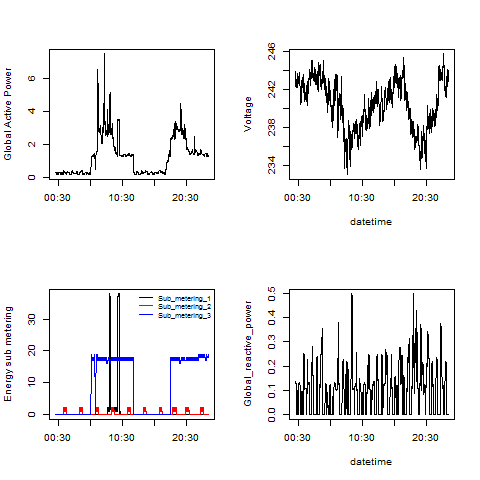 Global Active Power
6
4
2
0
00:30 10:30 20:30
Voltage
246
242
238
234
00:30 10:30 20:30
datetime
Energy sub metering
30
20
10
0
Sub_metering_1
Sub_metering_2
Sub_metering_3
00:30 10:30 20:30
Global_reactive_power
0.5
0.4
0.3
0.2
0.1
0.0
00:30 10:30 20:30
datetime